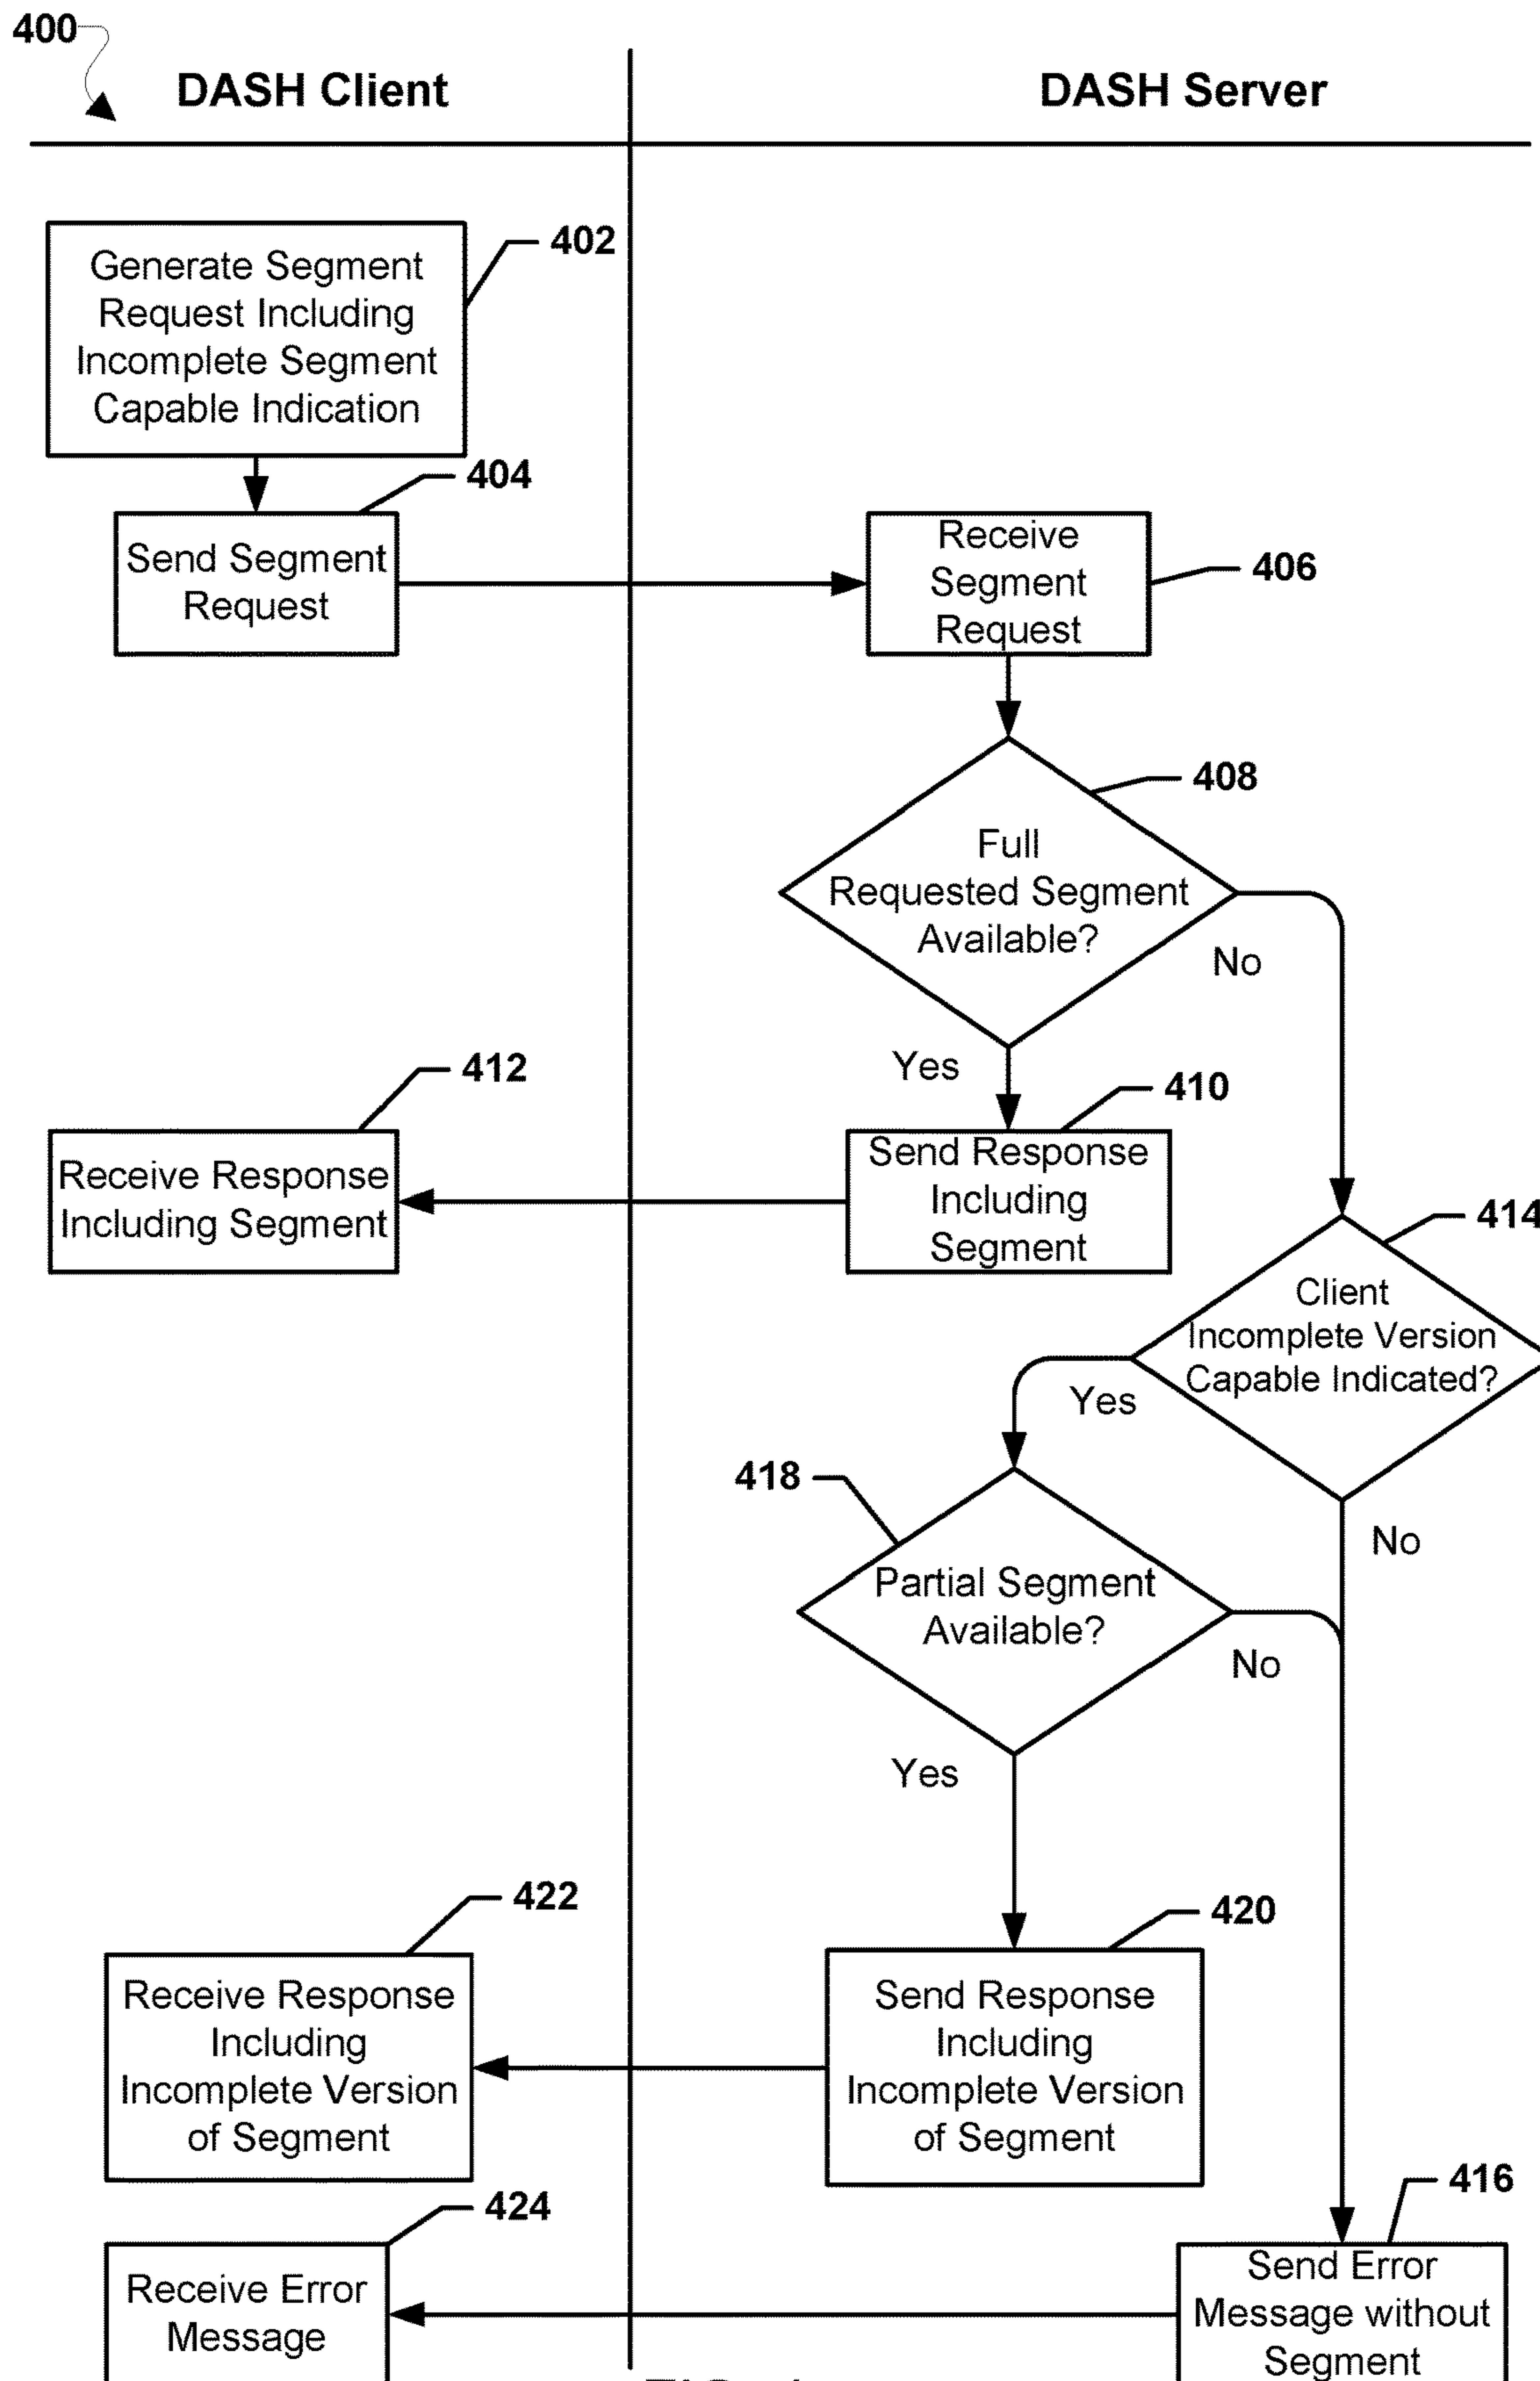 400
DASH Client
DASH Server
Generate Segment
Request Including
Incomplete Segment
Capable Indication
402
404
Send Segment
Request
Receive
Segment
Request
406
408
Full
Requested Segment
Available?
No
Yes
412
410
Receive Response
Including Segment
Send Response
Including
Segment
414
Client
Incomplete Version
Capable Indicated?
Yes
No
418
Partial Segment
Available?
No
Yes
422
420
Receive Response
Including
Incomplete Version
of Segment
Send Response
Including
Incomplete Version
of Segment
424
416
Receive Error
Message
Send Error
Message without
Segment